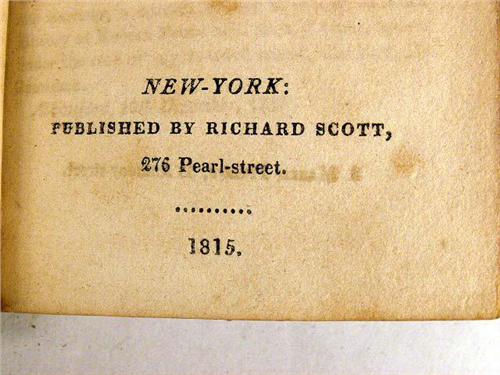 NEW-YORK:
PUBLISHED BY RICHARD SCOTT,
276 Pearl-street.
..........
1815.